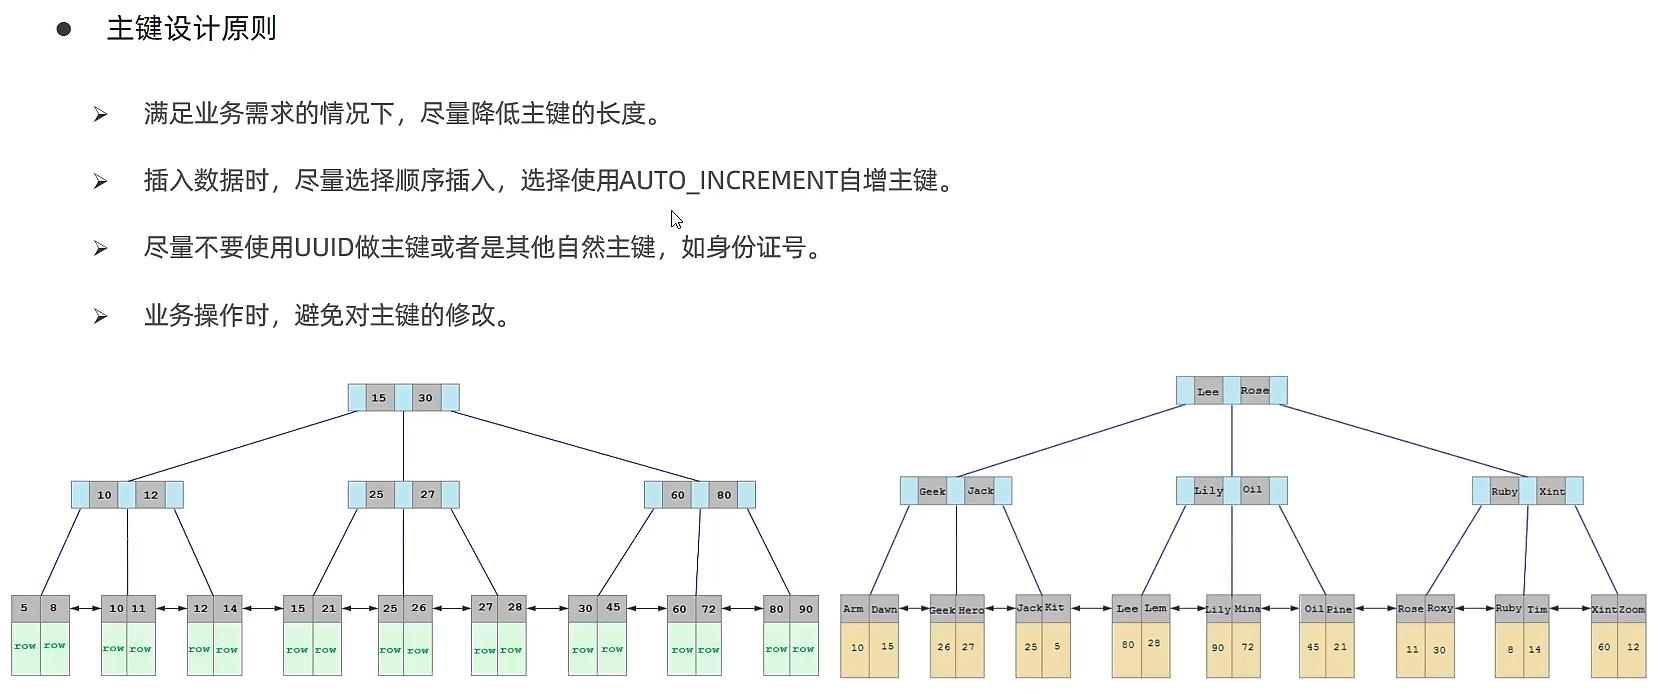 主键设计原则
满足业务需求的情况下，尽量降低主键的长度。
插入数据时，尽量选择顺序插入，选择使用AUTO_INCREMENT自增主键。
尽量不要使用UUID做主键或者是其他自然主键，如身份证号。
业务操作时，避免对主键的修改。
15 30
10 12
25 27
60 80
5 8 10 11 12 14 15 21 25 26 27 28 30 45 60 72 80 90
row row row row row row row row row row row row row row row row row row
Lee Rose
Geek Jack
Lily Oil
Ruby Xint
Arm Dawn Geek Hero Jack Kit Lee Lem Lily Mina Oil Pine Rose Roxy Ruby Tim Xint Zoom
10 15 26 27 25 5 80 28 90 72 45 21 11 30 8 14 60 12